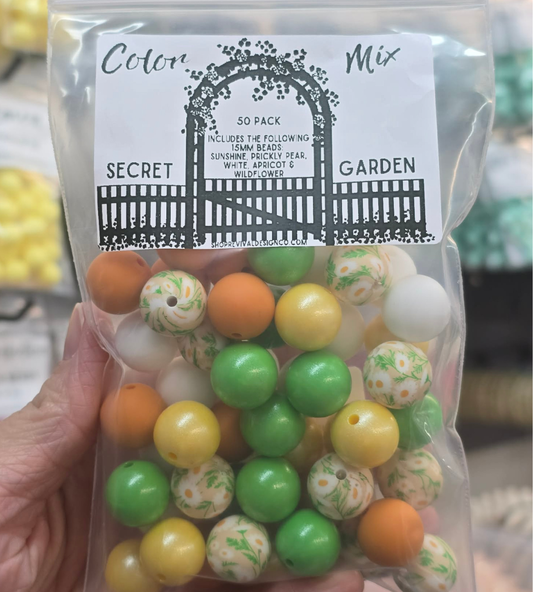 Color Mix
50 PACK
INCLUDES THE FOLLOWING
15MM BEADS:
SUNSHINE, PRICKLY PEAR,
WHITE, APRICOT &
WILDFLOWER
SECRET GARDEN
SHOPREVIVALDESIGNCO.COM